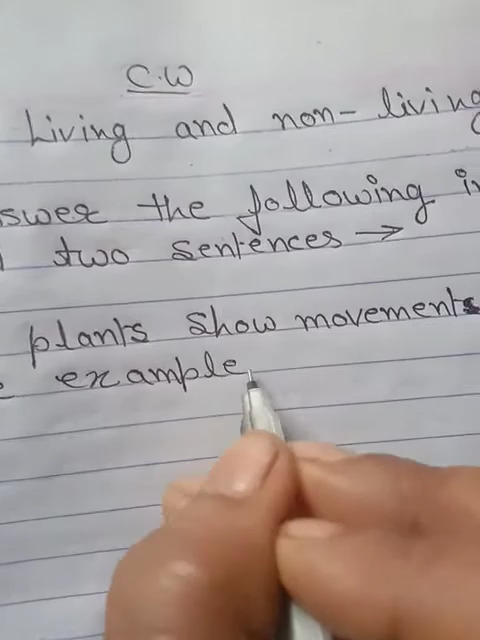 C.W
Living and non-living
swer the following in
two sentences →
plants show movements
example